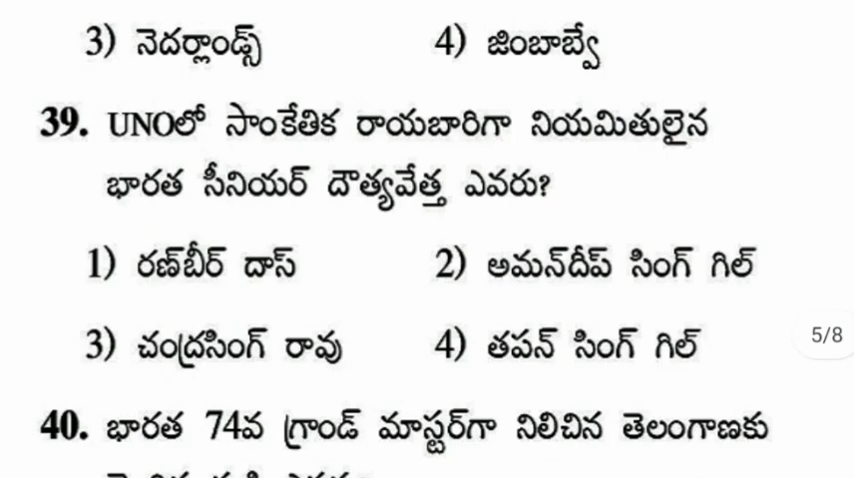 3) నెదర్లాండ్స్ 4) జింబాబ్వే
39. UNOలో సాంకేతిక రాయబారిగా నియమితులైన
భారత సీనియర్ దౌత్యవేత్త ఎవరు?
1) రణ్‌బీర్ దాస్ 2) అమన్‌దీప్ సింగ్ గిల్
3) చంద్రసింగ్ రావు 4) తపన్ సింగ్ గిల్
5/8
40. భారత 74వ గ్రాండ్ మాస్టర్‌గా నిలిచిన తెలంగాణకు